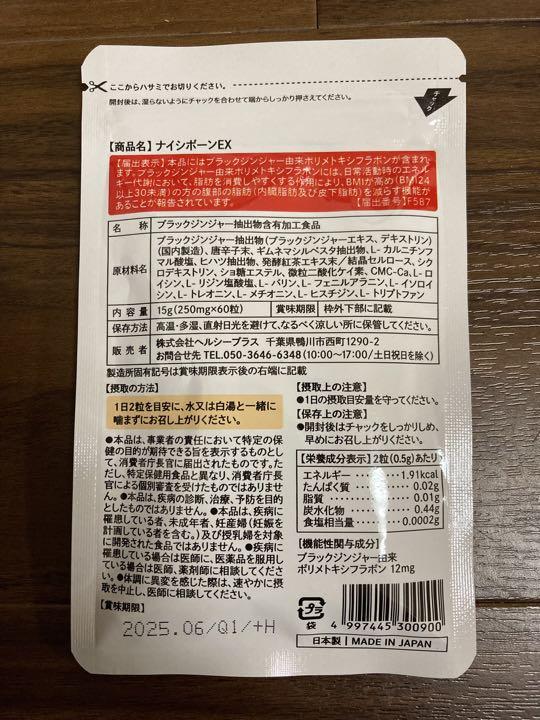 ここからハサミでお切りください。
開封後は、湿らないようにチャックを合わせて端からしっかり押さえてください。
チャック
【商品名】ナイシボーンEX
【届出表示】本品にはブラックジンジャー由来ポリメトキシフラボンが含まれま
す。ブラックジンジャー由来ポリメトキシフラボンには、日常活動時のエネル
ギー代謝において、脂肪を消費しやすくする作用により、BMIが高め(BMI24
以上30未満)の方の腹部の脂肪(内臓脂肪及び皮下脂肪)を減らす機能が
あることが報告されています。 【届出番号】F587
名称 ブラックジンジャー抽出物含有加工食品
原材料名 ブラックジンジャー抽出物(ブラックジンジャーエキス、デキストリン)
(国内製造)、唐辛子末、ギムネマシルベスタ抽出物、L-カルニチンフ
マル酸塩、ヒハツ抽出物、発酵紅茶エキス末/結晶セルロース、シク
ロデキストリン、ショ糖エステル、微粒二酸化ケイ素、CMC-Ca、L-ロ
イシン、L-リジン塩酸塩、L-バリン、L-フェニルアラニン、L-イソロイ
シン、L-トレオニン、L-メチオニン、L-ヒスチジン、L-トリプトファン
内容量 15g(250mg×60粒) 賞味期限 枠外下部に記載
保存方法 高温・多湿、直射日光を避けて、なるべく涼しい所に保管してください。
販売者 株式会社ヘルシープラス 千葉県鴨川市西町1290-2
お問合せ先 TEL.050-3646-6348(10:00〜17:00/土日祝日を除く)
製造所固有記号は賞味期限表示後の右端に記載
【摂取の方法】
1日2粒を目安に、水又は白湯と一緒に
噛まずにお召し上がりください。
●本品は、事業者の責任において特定の保
健の目的が期待できる旨を表示するものとし
て、消費者庁長官に届出されたものです。た
だし、特定保健用食品と異なり、消費者庁長
官による個別審査を受けたものではありませ
ん。●本品は、疾病の診断、治療、予防を目的
としたものではありません。●本品は、疾病に
罹患している者、未成年者、妊産婦(妊娠を
計画している者を含む。)及び授乳婦を対象
に開発された食品ではありません。●疾病に
罹患している場合は医師に、医薬品を服用し
ている場合は医師、薬剤師に相談してくださ
い。●体調に異変を感じた際は、速やかに摂
取を中止し、医師に相談してください。
【賞味期限】
2025.06/Q1/+H
【摂取上の注意】
●1日の摂取目安量を守ってください。
【保存上の注意】
●開封後はチャックをしっかりしめ、
早めにお召し上がりください。
【栄養成分表示】2粒(0.5g)あたり
エネルギー 1.91kcal
たんぱく質 0.02g
脂質 0.01g
炭水化物 0.44g
食塩相当量 0.0002g
【機能性関与成分】
ブラックジンジャー由来
ポリメトキシフラボン 12mg
プラ
袋
4 997445 300900
日本製 MADE IN JAPAN